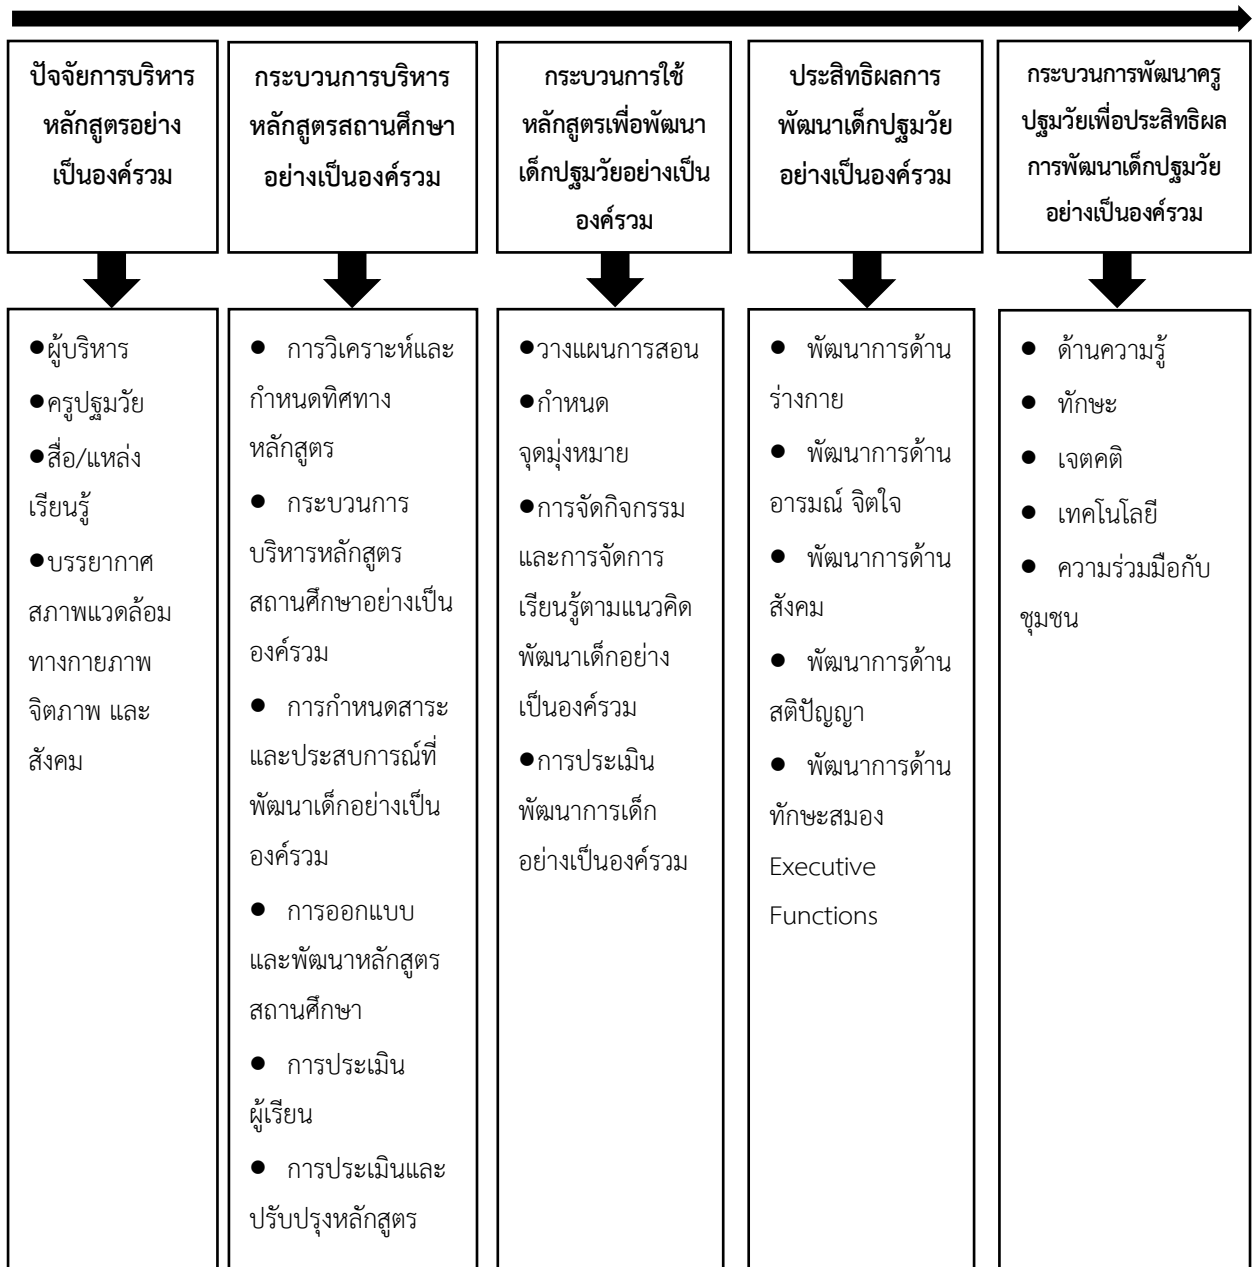 ปัจจัยการบริหาร
หลักสูตรอย่าง
เป็นองค์รวม
กระบวนการบริหาร
หลักสูตรสถานศึกษา
อย่างเป็นองค์รวม
กระบวนการใช้
หลักสูตรเพื่อพัฒนา
เด็กปฐมวัยอย่างเป็น
องค์รวม
ประสิทธิผลการ
พัฒนาเด็กปฐมวัย
อย่างเป็นองค์รวม
กระบวนการพัฒนาครู
ปฐมวัยเพื่อประสิทธิผล
การพัฒนาเด็กปฐมวัย
อย่างเป็นองค์รวม
●ผู้บริหาร
●ครูปฐมวัย
●สื่อ/แหล่ง
เรียนรู้
●บรรยากาศ
สภาพแวดล้อม
ทางกายภาพ
จิตภาพ และ
สังคม
● การวิเคราะห์และ
กำหนดทิศทาง
หลักสูตร
● กระบวนการ
บริหารหลักสูตร
สถานศึกษาอย่างเป็น
องค์รวม
● การกำหนดสาระ
และประสบการณ์ที่
พัฒนาเด็กอย่างเป็น
องค์รวม
● การออกแบบ
และพัฒนาหลักสูตร
สถานศึกษา
● การประเมิน
ผู้เรียน
● การประเมินและ
ปรับปรุงหลักสูตร
●วางแผนการสอน
●กำหนด
จุดมุ่งหมาย
●การจัดกิจกรรม
และการจัดการ
เรียนรู้ตามแนวคิด
พัฒนาเด็กอย่าง
เป็นองค์รวม
●การประเมิน
พัฒนาการเด็ก
อย่างเป็นองค์รวม
● พัฒนาการด้าน
ร่างกาย
● พัฒนาการด้าน
อารมณ์ จิตใจ
● พัฒนาการด้าน
สังคม
● พัฒนาการด้าน
สติปัญญา
● พัฒนาการด้าน
ทักษะสมอง
Executive
Functions
● ด้านความรู้
● ทักษะ
● เจตคติ
● เทคโนโลยี
● ความร่วมมือกับ
ชุมชน